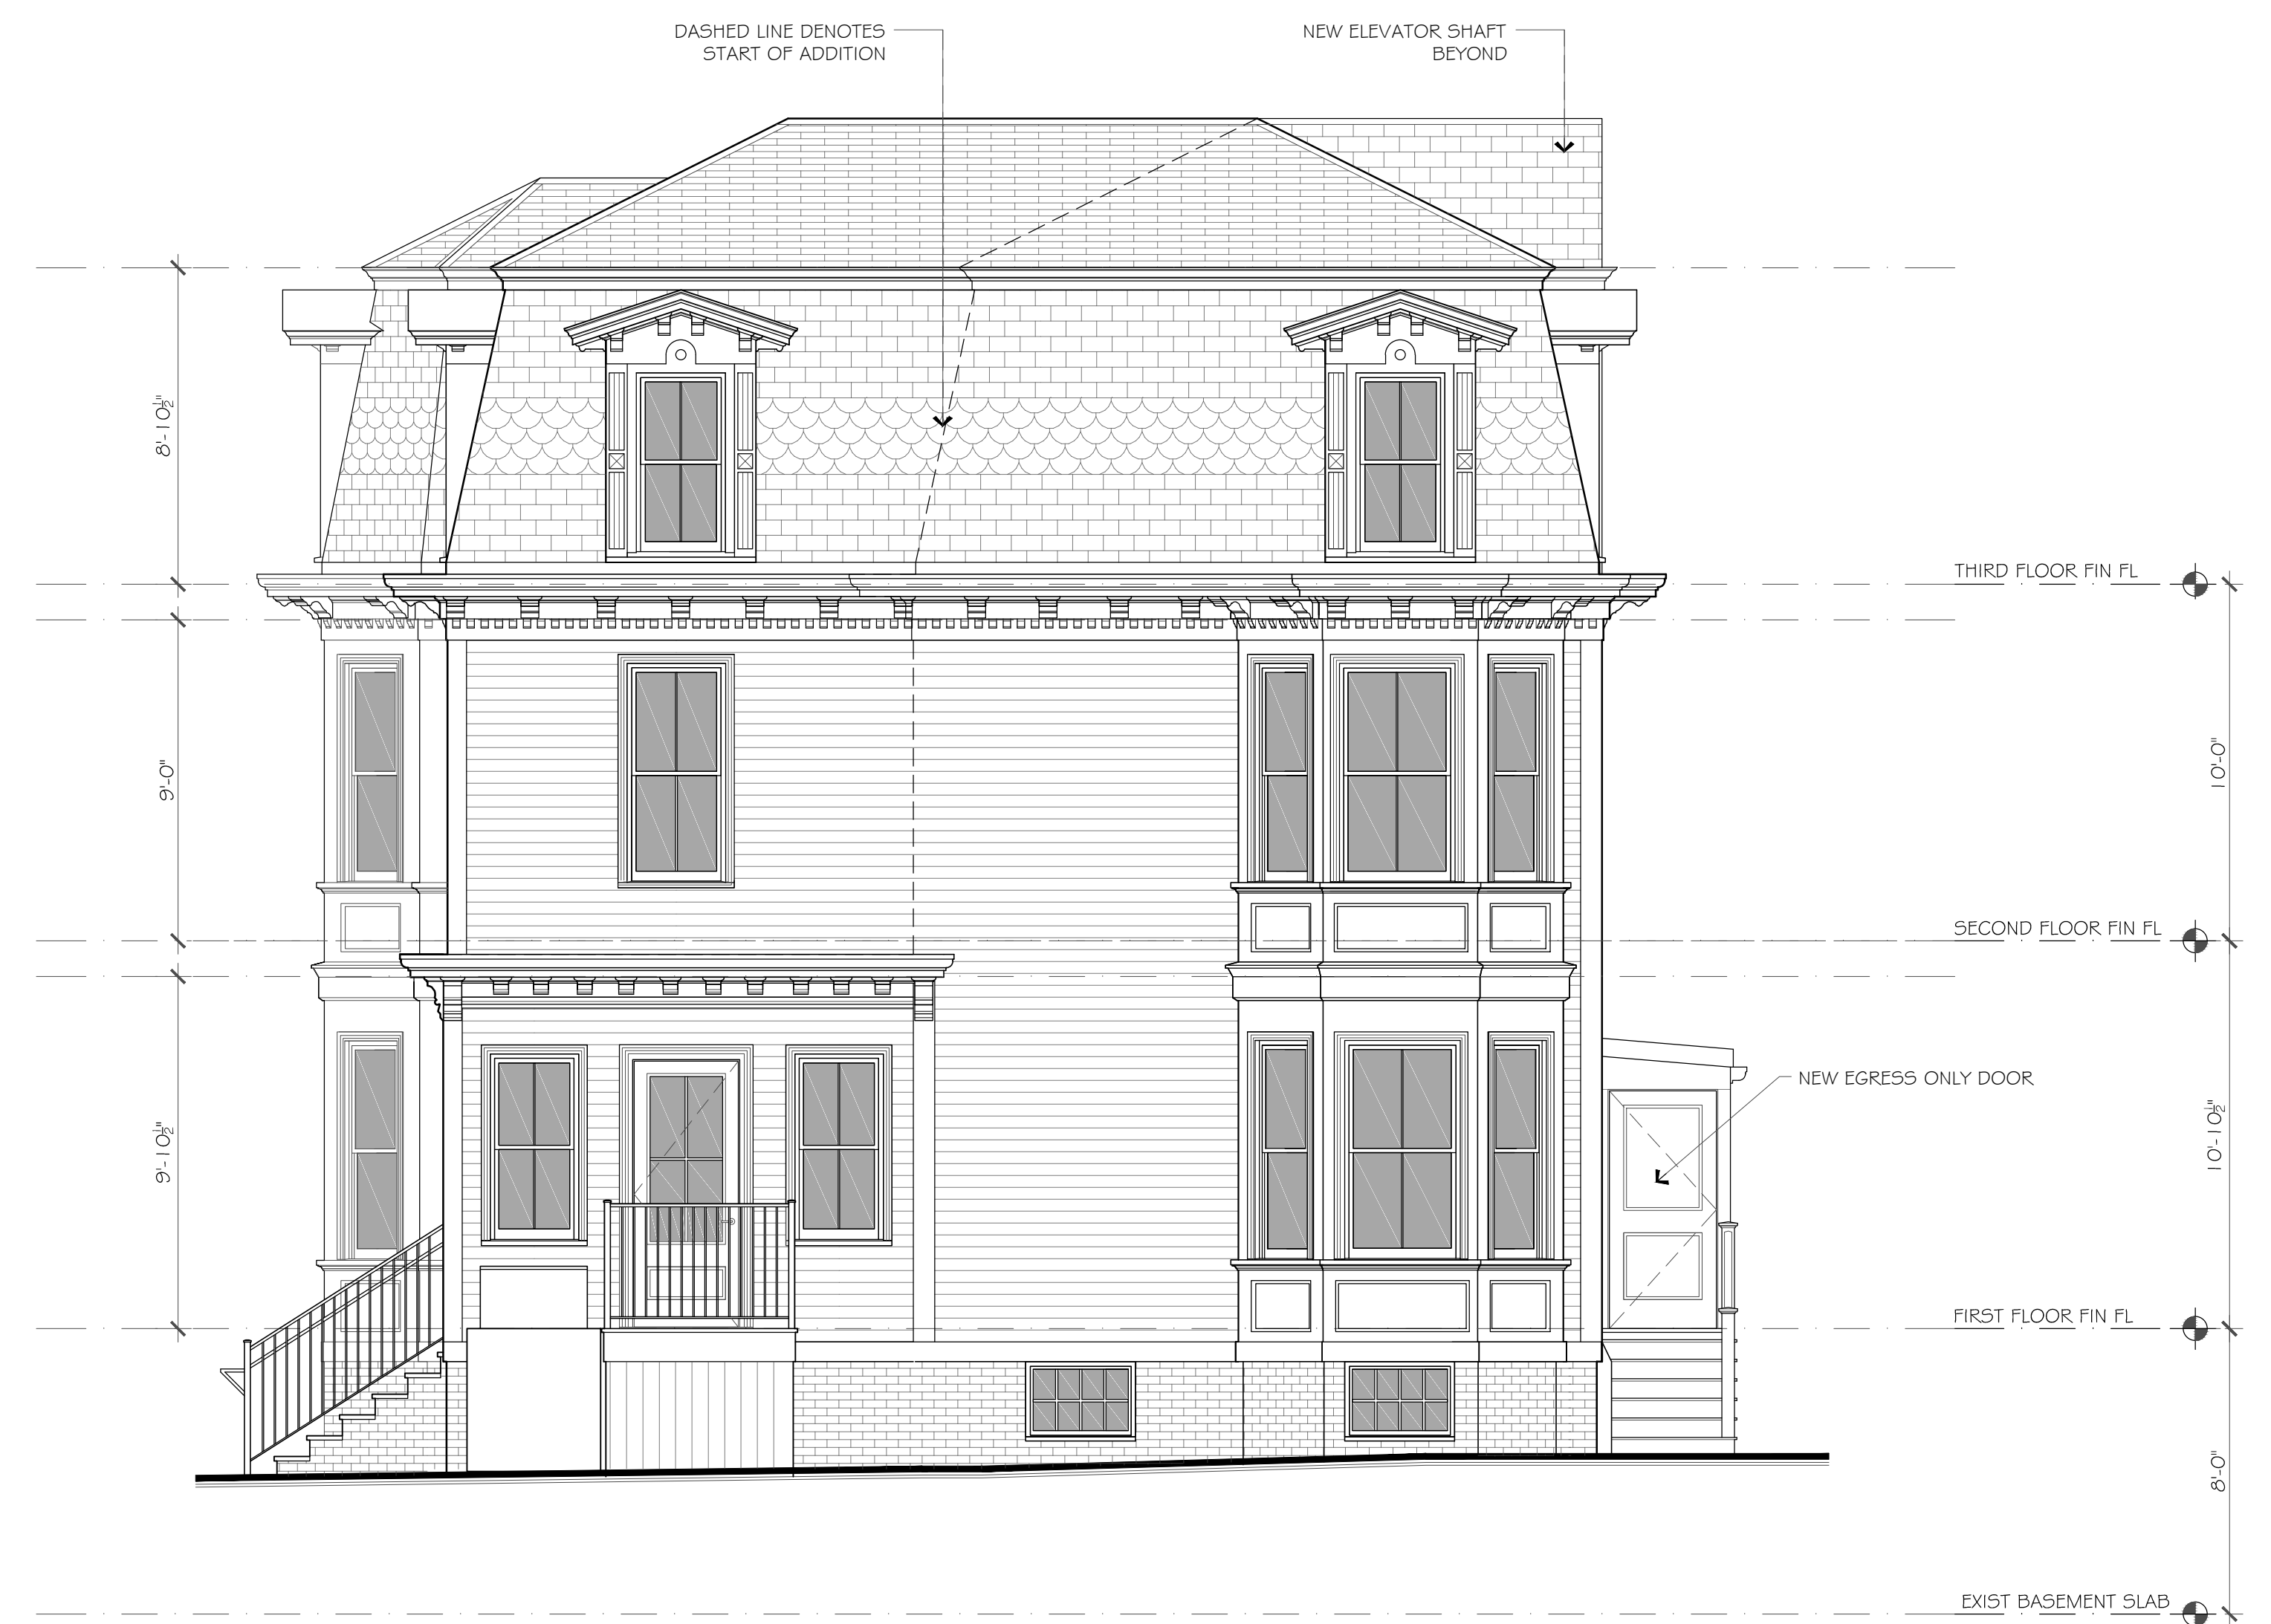 DASHED LINE DENOTES
START OF ADDITION
NEW ELEVATOR SHAFT
BEYOND
8'-10½"
THIRD FLOOR FIN FL
9'-0"
10'-0"
SECOND FLOOR FIN FL
NEW EGRESS ONLY DOOR
9'-10½"
10'-10½"
FIRST FLOOR FIN FL
8'-0"
EXIST BASEMENT SLAB